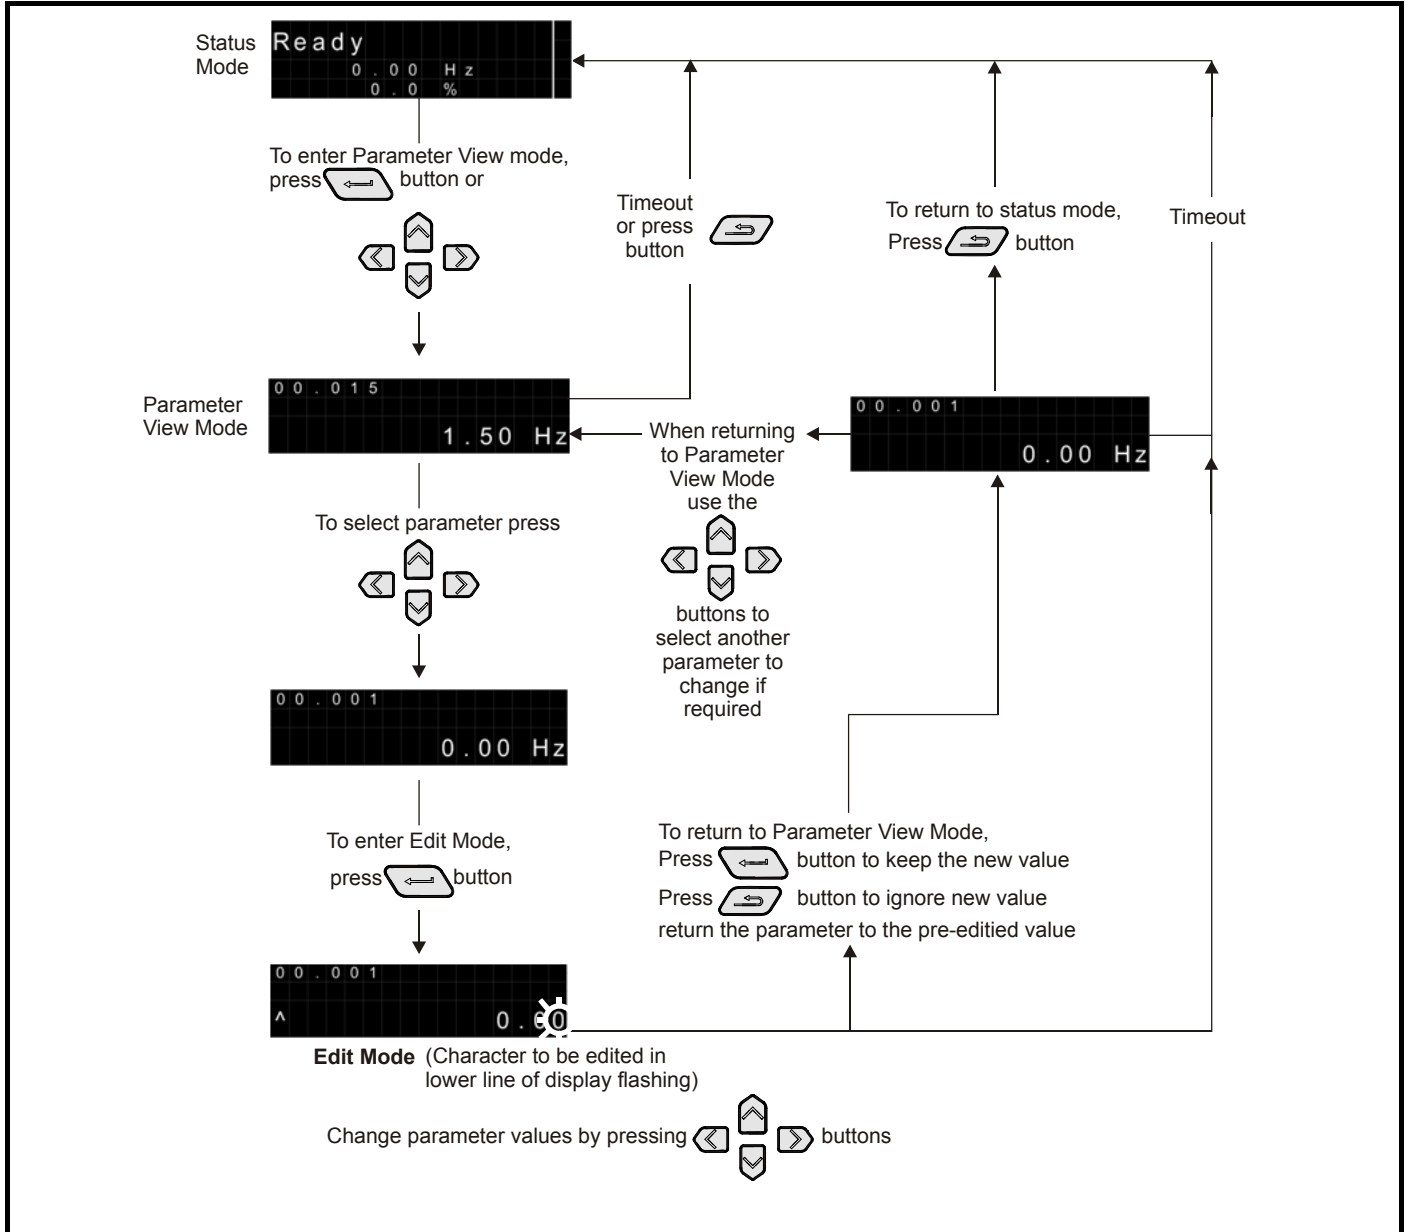 Status
Mode
Ready
0.00 Hz
0.0 %
To enter Parameter View mode,
press button or
Timeout
or press
button
To return to status mode,
Press button
Timeout
Parameter
View Mode
00.015
1.50 Hz
When returning
to Parameter
View Mode
use the
buttons to
select another
parameter to
change if
required
00.001
0.00 Hz
To select parameter press
00.001
0.00 Hz
To enter Edit Mode,
press button
To return to Parameter View Mode,
Press button to keep the new value
Press button to ignore new value
return the parameter to the pre-editied value
00.001
^ 0.00
Edit Mode (Character to be edited in
lower line of display flashing)
Change parameter values by pressing buttons